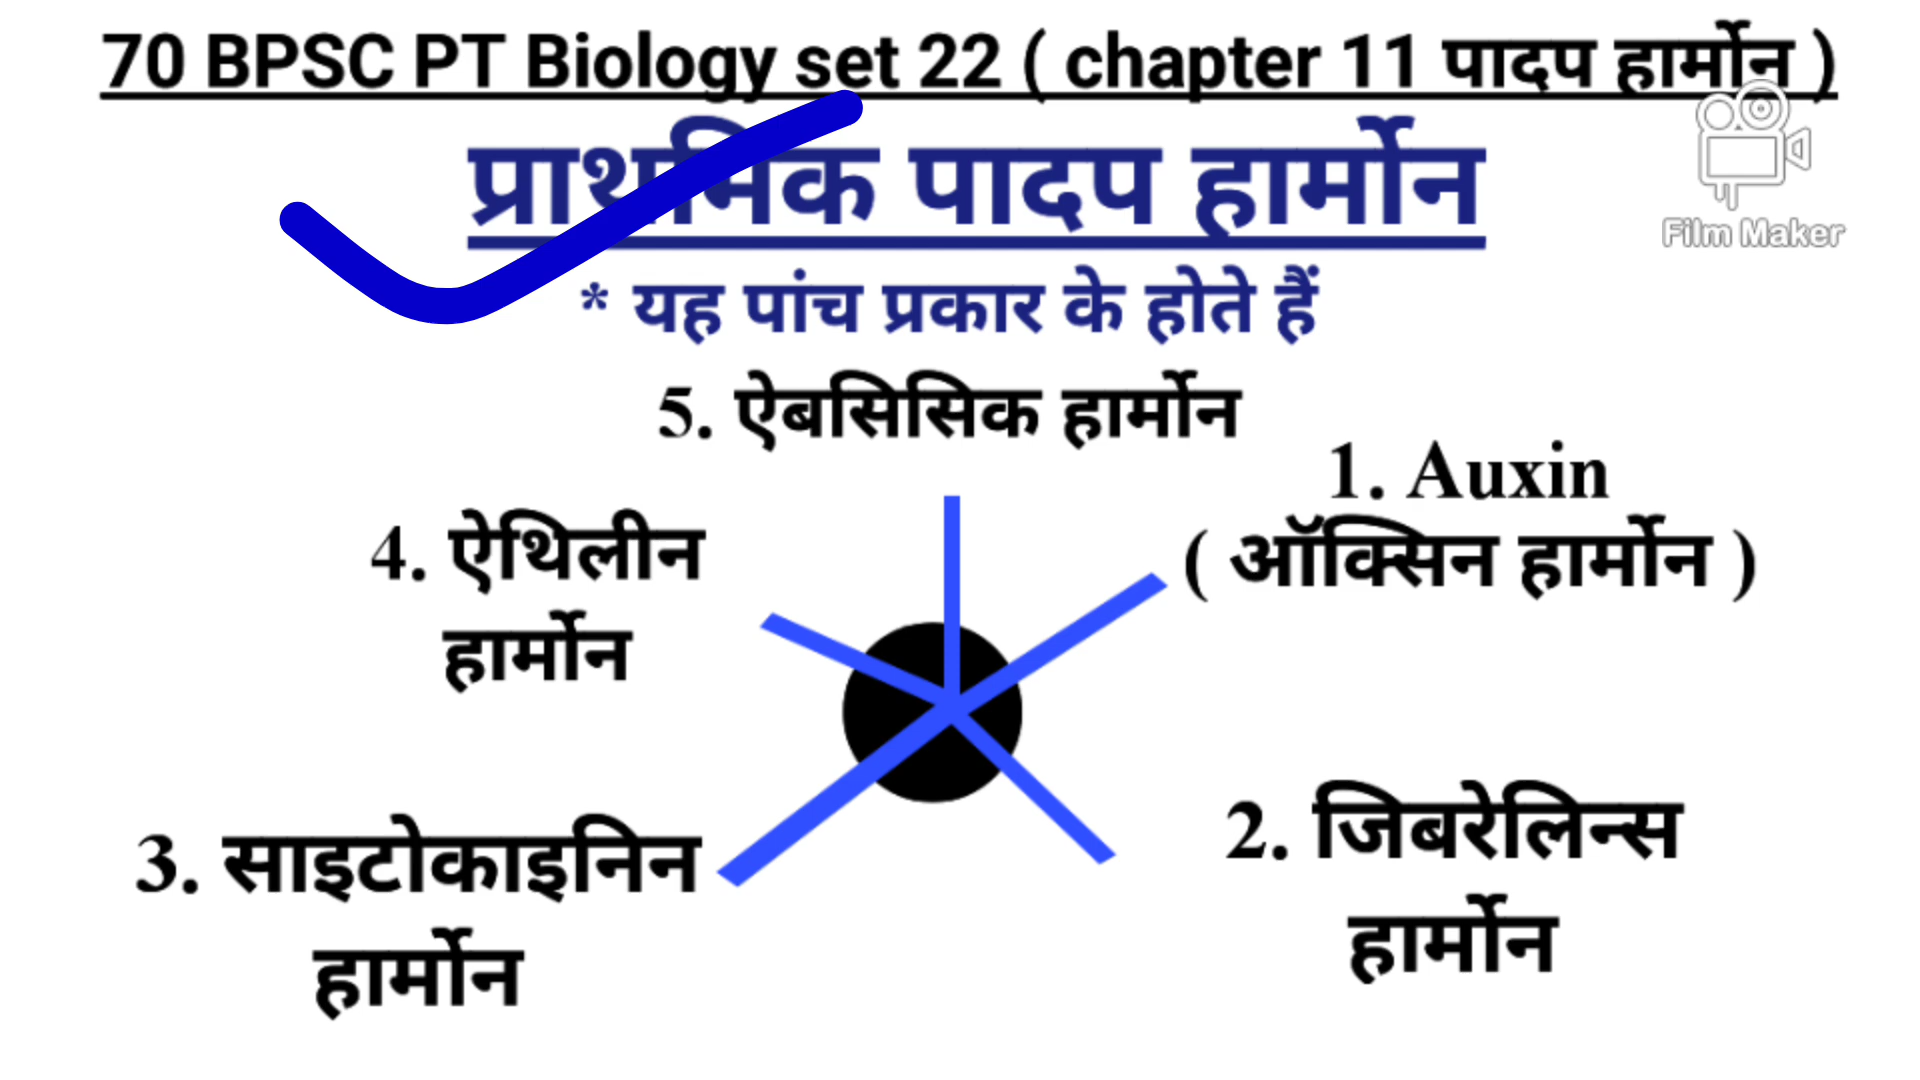 70 BPSC PT Biology set 22 ( chapter 11 पादप हार्मोन )
प्राथमिक पादप हार्मोन
Film Maker
* यह पांच प्रकार के होते हैं
5. ऐबसिसिक हार्मोन
1. Auxin
( ऑक्सिन हार्मोन )
4. ऐथिलीन
हार्मोन
3. साइटोकाइनिन
हार्मोन
2. जिबरेलिन्स
हार्मोन